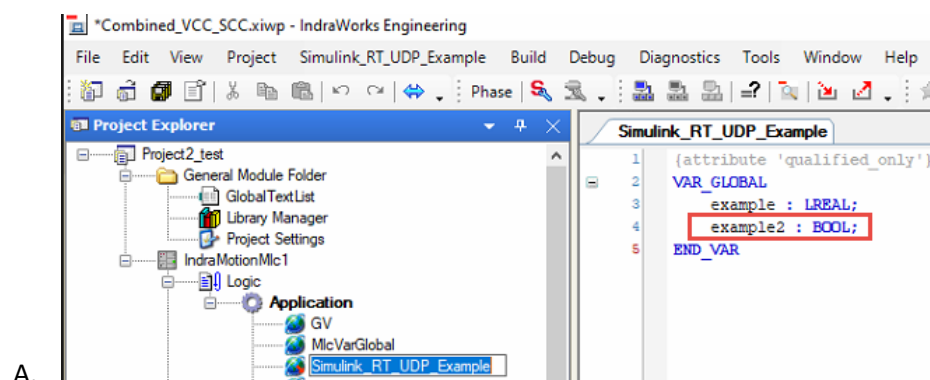 *Combined_VCC_SCC.xiwp - IndraWorks Engineering
File Edit View Project Simulink_RT_UDP_Example Build Debug Diagnostics Tools Window Help
Phase
Project Explorer
Project2_test
General Module Folder
GlobalTextList
Library Manager
Project Settings
IndraMotionMlc1
Logic
Application
GV
MlcVarGlobal
Simulink_RT_UDP_Example
Simulink_RT_UDP_Example
1 {attribute 'qualified_only'}
2 VAR_GLOBAL
3 example : LREAL;
4 example2 : BOOL;
5 END_VAR
A.